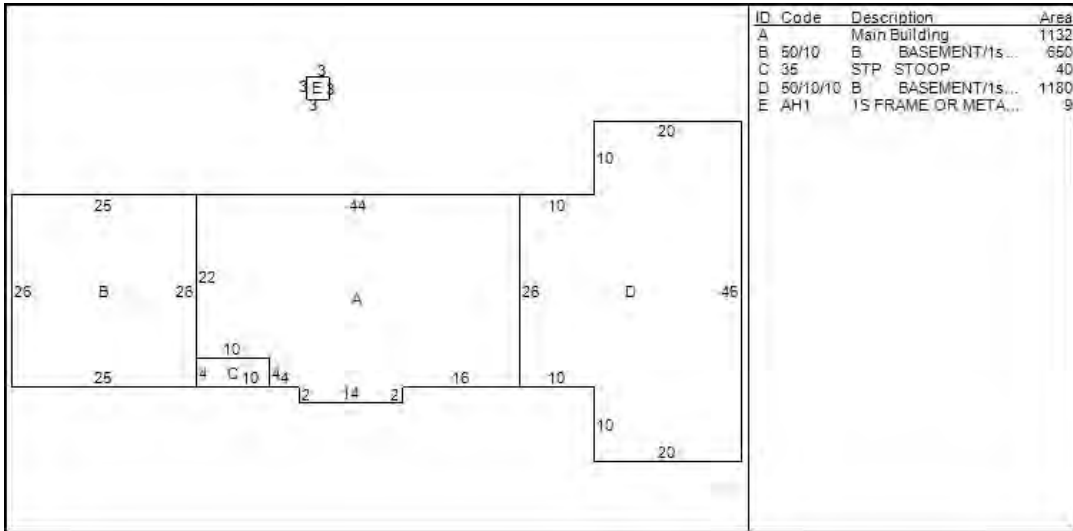 ID Code Description Area
A Main Building 1132
B 50/10 B BASEMENT/1s... 650
C 35 STP STOOP 40
D 50/10/10 B BASEMENT/1s... 1180
E AH1 1S FRAME OR META... 9
3
3 E 3
3
20
10
25 44 10
22
26 B 26 A 26 D 46
10
4 C 10 4 4
25 16 10
2 14 2
10
20